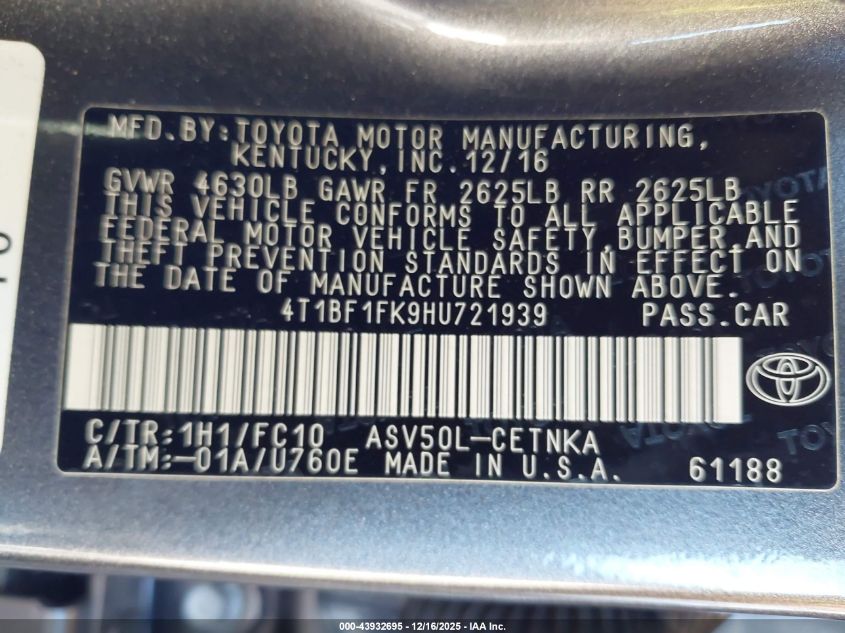 MFD.BY:TOYOTA MOTOR MANUFACTURING,
KENTUCKY,INC.12/16
GVWR 4630LB GAWR FR 2625LB RR 2625LB
THIS VEHICLE CONFORMS TO ALL APPLICABLE
FEDERAL MOTOR VEHICLE SAFETY,BUMPER,AND
THEFT PREVENTION STANDARDS IN EFFECT ON
THE DATE OF MANUFACTURE SHOWN ABOVE.
4T1BF1FK9HU721939 PASS.CAR
C/TR:1H1/FC10 ASV50L-CETNKA
A/TM:-01A/U760E MADE IN U.S.A. 61188
000-43932695 - 12/16/2025 - IAA Inc.